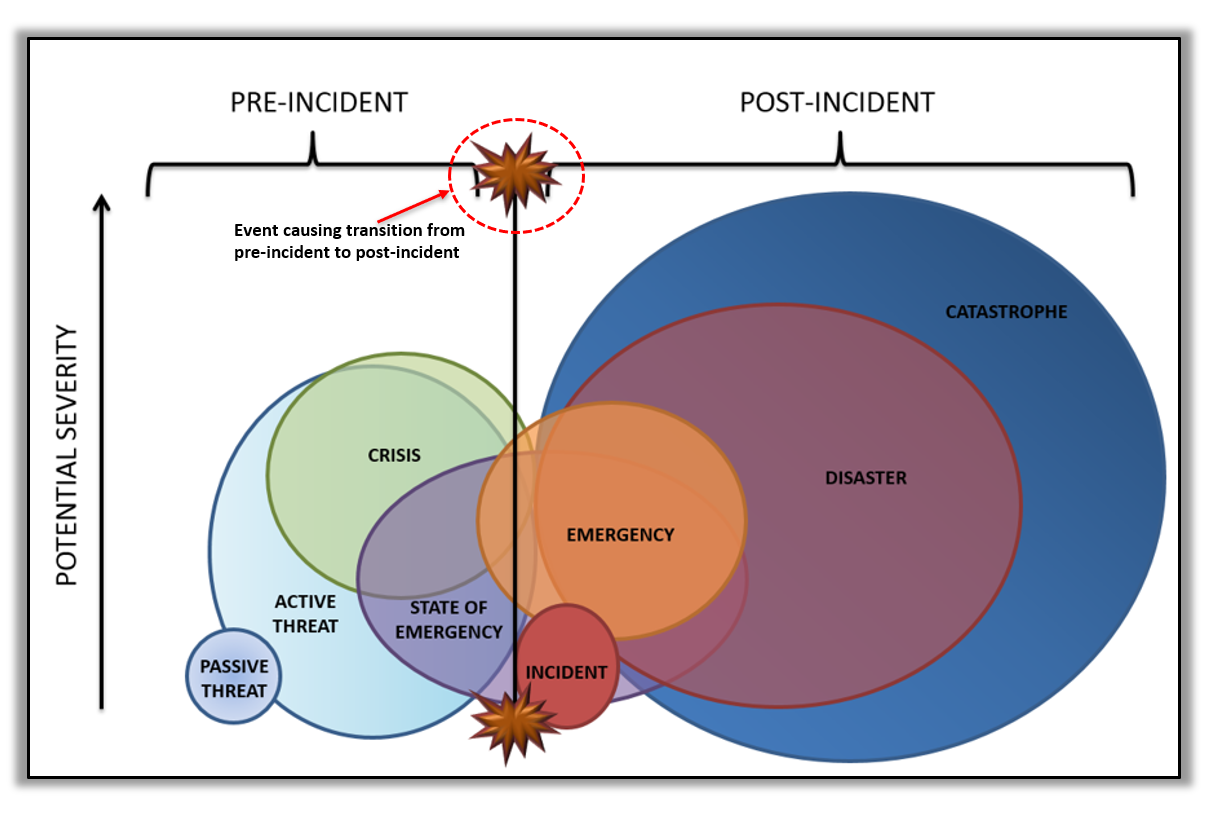 PRE-INCIDENT
POST-INCIDENT
Event causing transition from
pre-incident to post-incident
POTENTIAL SEVERITY
CATASTROPHE
CRISIS
DISASTER
EMERGENCY
ACTIVE
THREAT
STATE OF
EMERGENCY
PASSIVE
THREAT
INCIDENT